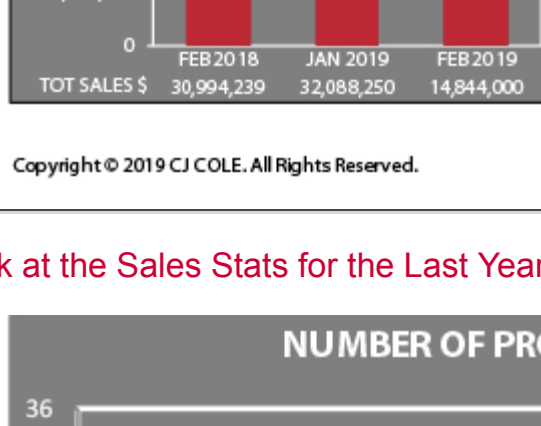 0
FEB 2018 JAN 2019 FEB 2019
TOT SALES $ 30,994,239 32,088,250 14,844,000
Copyright © 2019 CJ COLE. All Rights Reserved.
k at the Sales Stats for the Last Year
NUMBER OF PRO
36